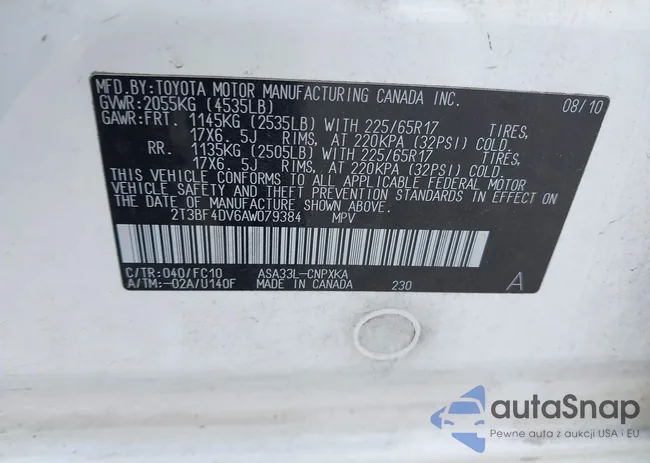 MFD.BY:TOYOTA MOTOR MANUFACTURING CANADA INC.
GVWR:2055KG (4535LB) 08/10
GAWR:FRT. 1145KG (2535LB) WITH 225/65R17 TIRES,
17X6. 5J RIMS, AT 220KPA (32PSI) COLD.
RR. 1135KG (2505LB) WITH 225/65R17 TIRES,
17X6. 5J RIMS, AT 220KPA (32PSI) COLD.
THIS VEHICLE CONFORMS TO ALL APPLICABLE FEDERAL MOTOR
VEHICLE SAFETY AND THEFT PREVENTION STANDARDS IN EFFECT ON
THE DATE OF MANUFACTURE SHOWN ABOVE.
2T3BF4DV6AW079384 MPV
C/TR:040/FC10 ASA33L-CNPXKA
A/TM:-02A/U140F MADE IN CANADA 230 A
autoSnap
Pewne auta z aukcji USA i EU